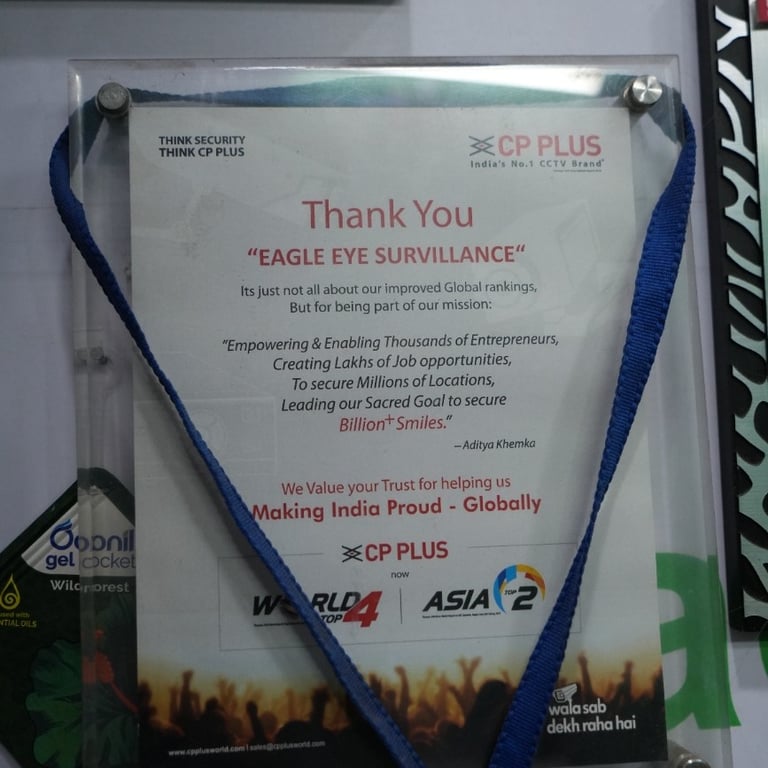 THINK SECURITY
THINK CP PLUS
CP PLUS
India's No.1 CCTV Brand
Thank You
“EAGLE EYE SURVILLANCE“
Its just not all about our improved Global rankings,
But for being part of our mission:
“Empowering & Enabling Thousands of Entrepreneurs,
Creating Lakhs of Job opportunities,
To secure Millions of Locations,
Leading our Sacred Goal to secure
Billion+ Smiles.”
– Aditya Khemka
We Value your Trust for helping us
Making India Proud - Globally
CP PLUS
now
WORLD TOP 4
ASIA TOP 2
wala sab
dekh raha hai
www.cpplusworld.com | sales@cpplusworld.com
gel pocket